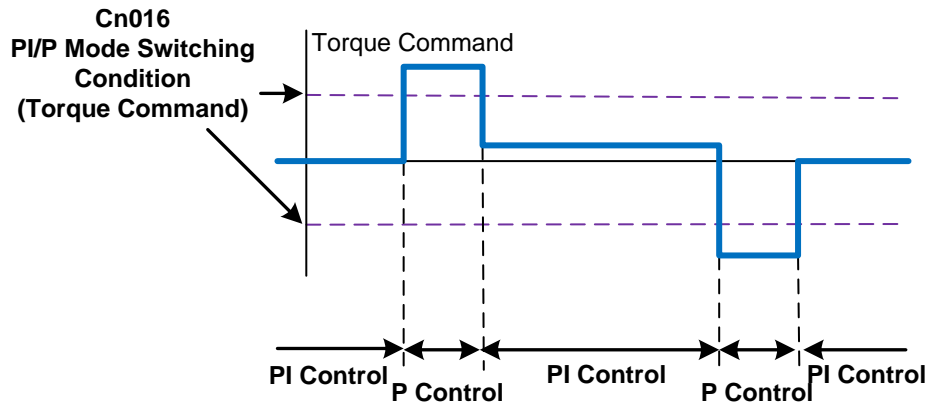 Cn016
PI/P Mode Switching
Condition
(Torque Command)
Torque Command
PI Control
P Control
PI Control
P Control
PI Control